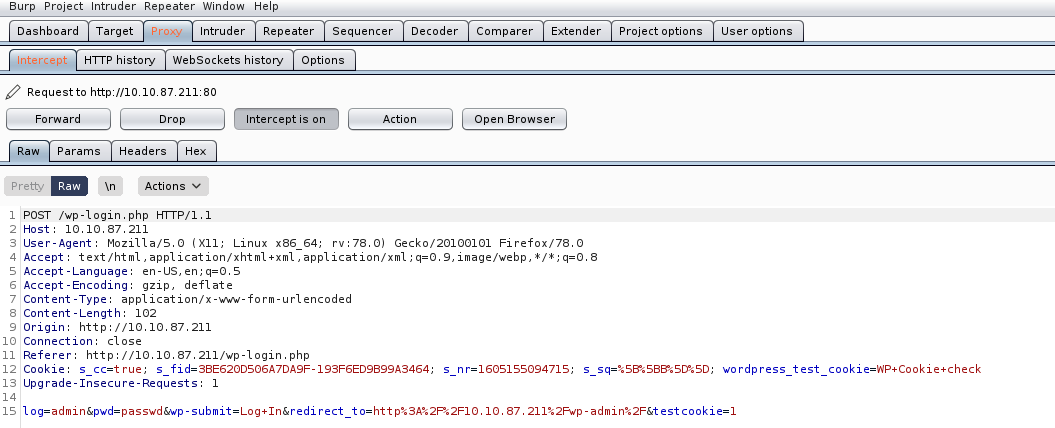 Burp Project Intruder Repeater Window Help
Dashboard Target Proxy Intruder Repeater Sequencer Decoder Comparer Extender Project options User options
Intercept HTTP history WebSockets history Options
Request to http://10.10.87.211:80
Forward Drop Intercept is on Action Open Browser
Raw Params Headers Hex
Pretty Raw \n Actions
1 POST /wp-login.php HTTP/1.1
2 Host: 10.10.87.211
3 User-Agent: Mozilla/5.0 (X11; Linux x86_64; rv:78.0) Gecko/20100101 Firefox/78.0
4 Accept: text/html,application/xhtml+xml,application/xml;q=0.9,image/webp,*/*;q=0.8
5 Accept-Language: en-US,en;q=0.5
6 Accept-Encoding: gzip, deflate
7 Content-Type: application/x-www-form-urlencoded
8 Content-Length: 102
9 Origin: http://10.10.87.211
10 Connection: close
11 Referer: http://10.10.87.211/wp-login.php
12 Cookie: s_cc=true; s_fid=3BE620D506A7DA9F-193F6ED9B99A3464; s_nr=1605155094715; s_sq=%5B%5BB%5D%5D; wordpress_test_cookie=WP+Cookie+check
13 Upgrade-Insecure-Requests: 1
14
15 log=admin&pwd=passwd&wp-submit=Log+In&redirect_to=http%3A%2F%2F10.10.87.211%2Fwp-admin%2F&testcookie=1